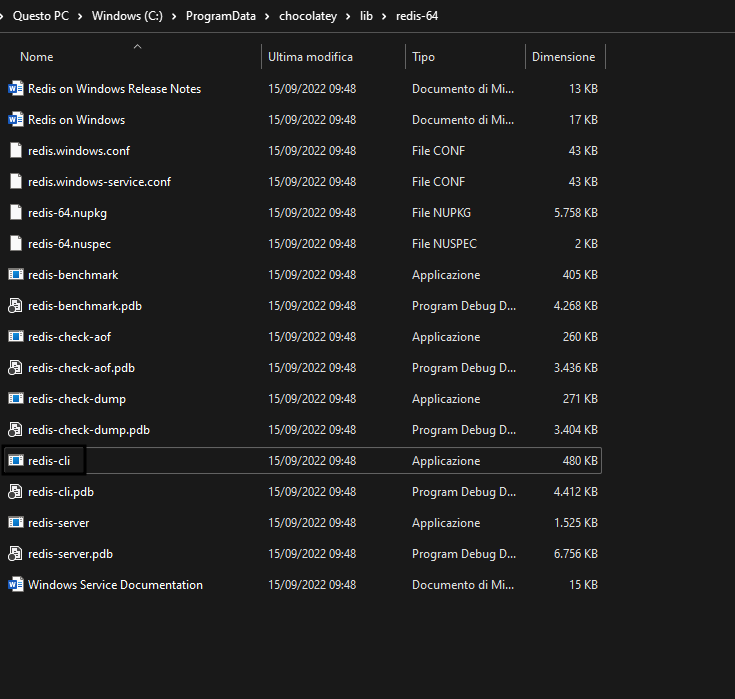 Questo PC > Windows (C:) > ProgramData > chocolatey > lib > redis-64
Nome Ultima modifica Tipo Dimensione
Redis on Windows Release Notes 15/09/2022 09:48 Documento di Mi... 13 KB
Redis on Windows 15/09/2022 09:48 Documento di Mi... 17 KB
redis.windows.conf 15/09/2022 09:48 File CONF 43 KB
redis.windows-service.conf 15/09/2022 09:48 File CONF 43 KB
redis-64.nupkg 15/09/2022 09:48 File NUPKG 5.758 KB
redis-64.nuspec 15/09/2022 09:48 File NUSPEC 2 KB
redis-benchmark 15/09/2022 09:48 Applicazione 405 KB
redis-benchmark.pdb 15/09/2022 09:48 Program Debug D... 4.268 KB
redis-check-aof 15/09/2022 09:48 Applicazione 260 KB
redis-check-aof.pdb 15/09/2022 09:48 Program Debug D... 3.436 KB
redis-check-dump 15/09/2022 09:48 Applicazione 271 KB
redis-check-dump.pdb 15/09/2022 09:48 Program Debug D... 3.404 KB
redis-cli 15/09/2022 09:48 Applicazione 480 KB
redis-cli.pdb 15/09/2022 09:48 Program Debug D... 4.412 KB
redis-server 15/09/2022 09:48 Applicazione 1.525 KB
redis-server.pdb 15/09/2022 09:48 Program Debug D... 6.756 KB
Windows Service Documentation 15/09/2022 09:48 Documento di Mi... 15 KB